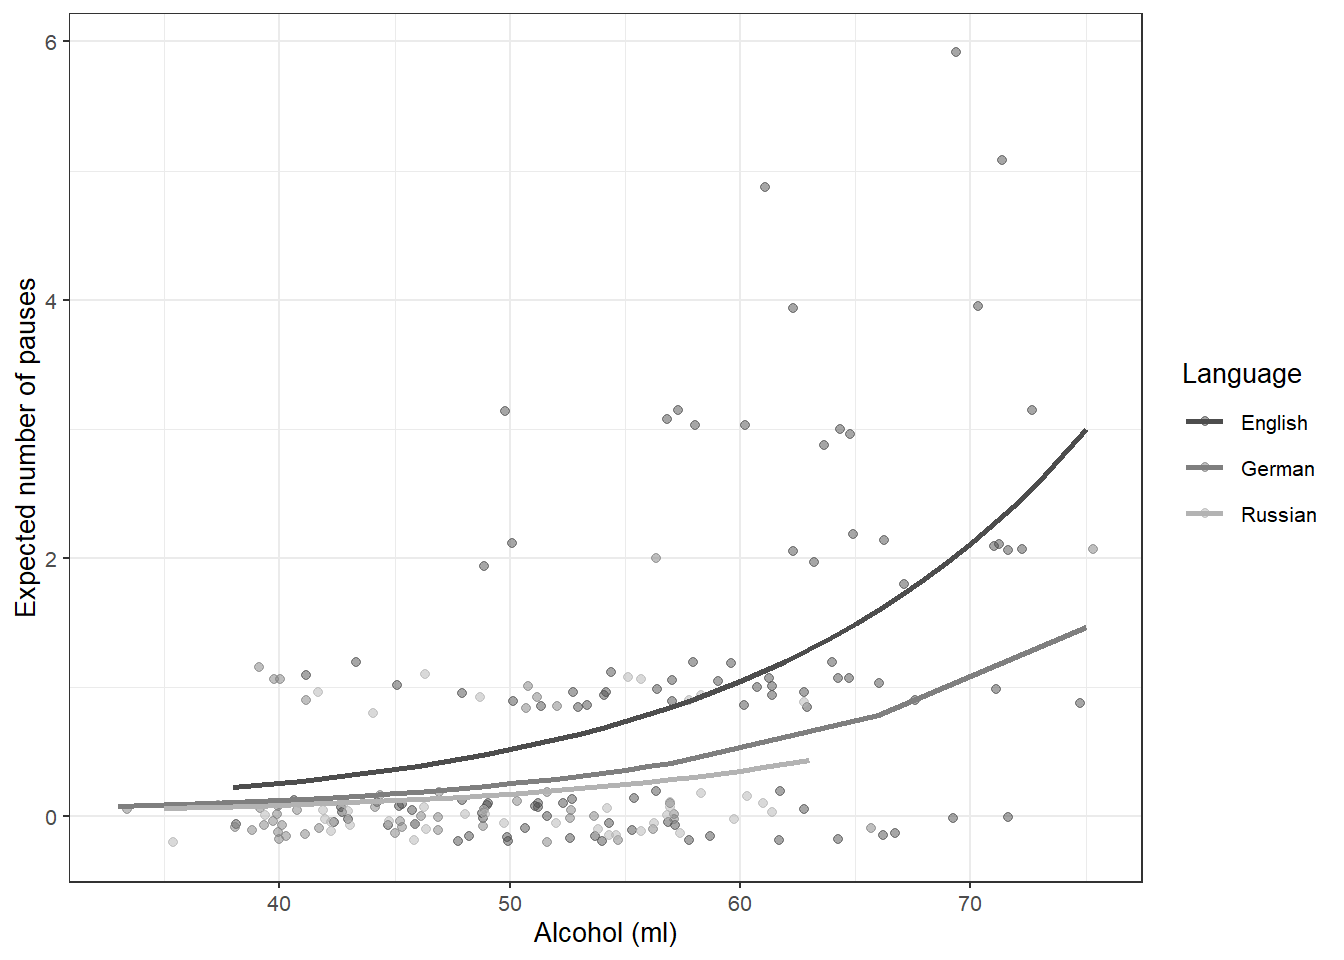 6
4
2
0
Expected number of pauses
40 50 60 70
Alcohol (ml)
Language
English
German
Russian